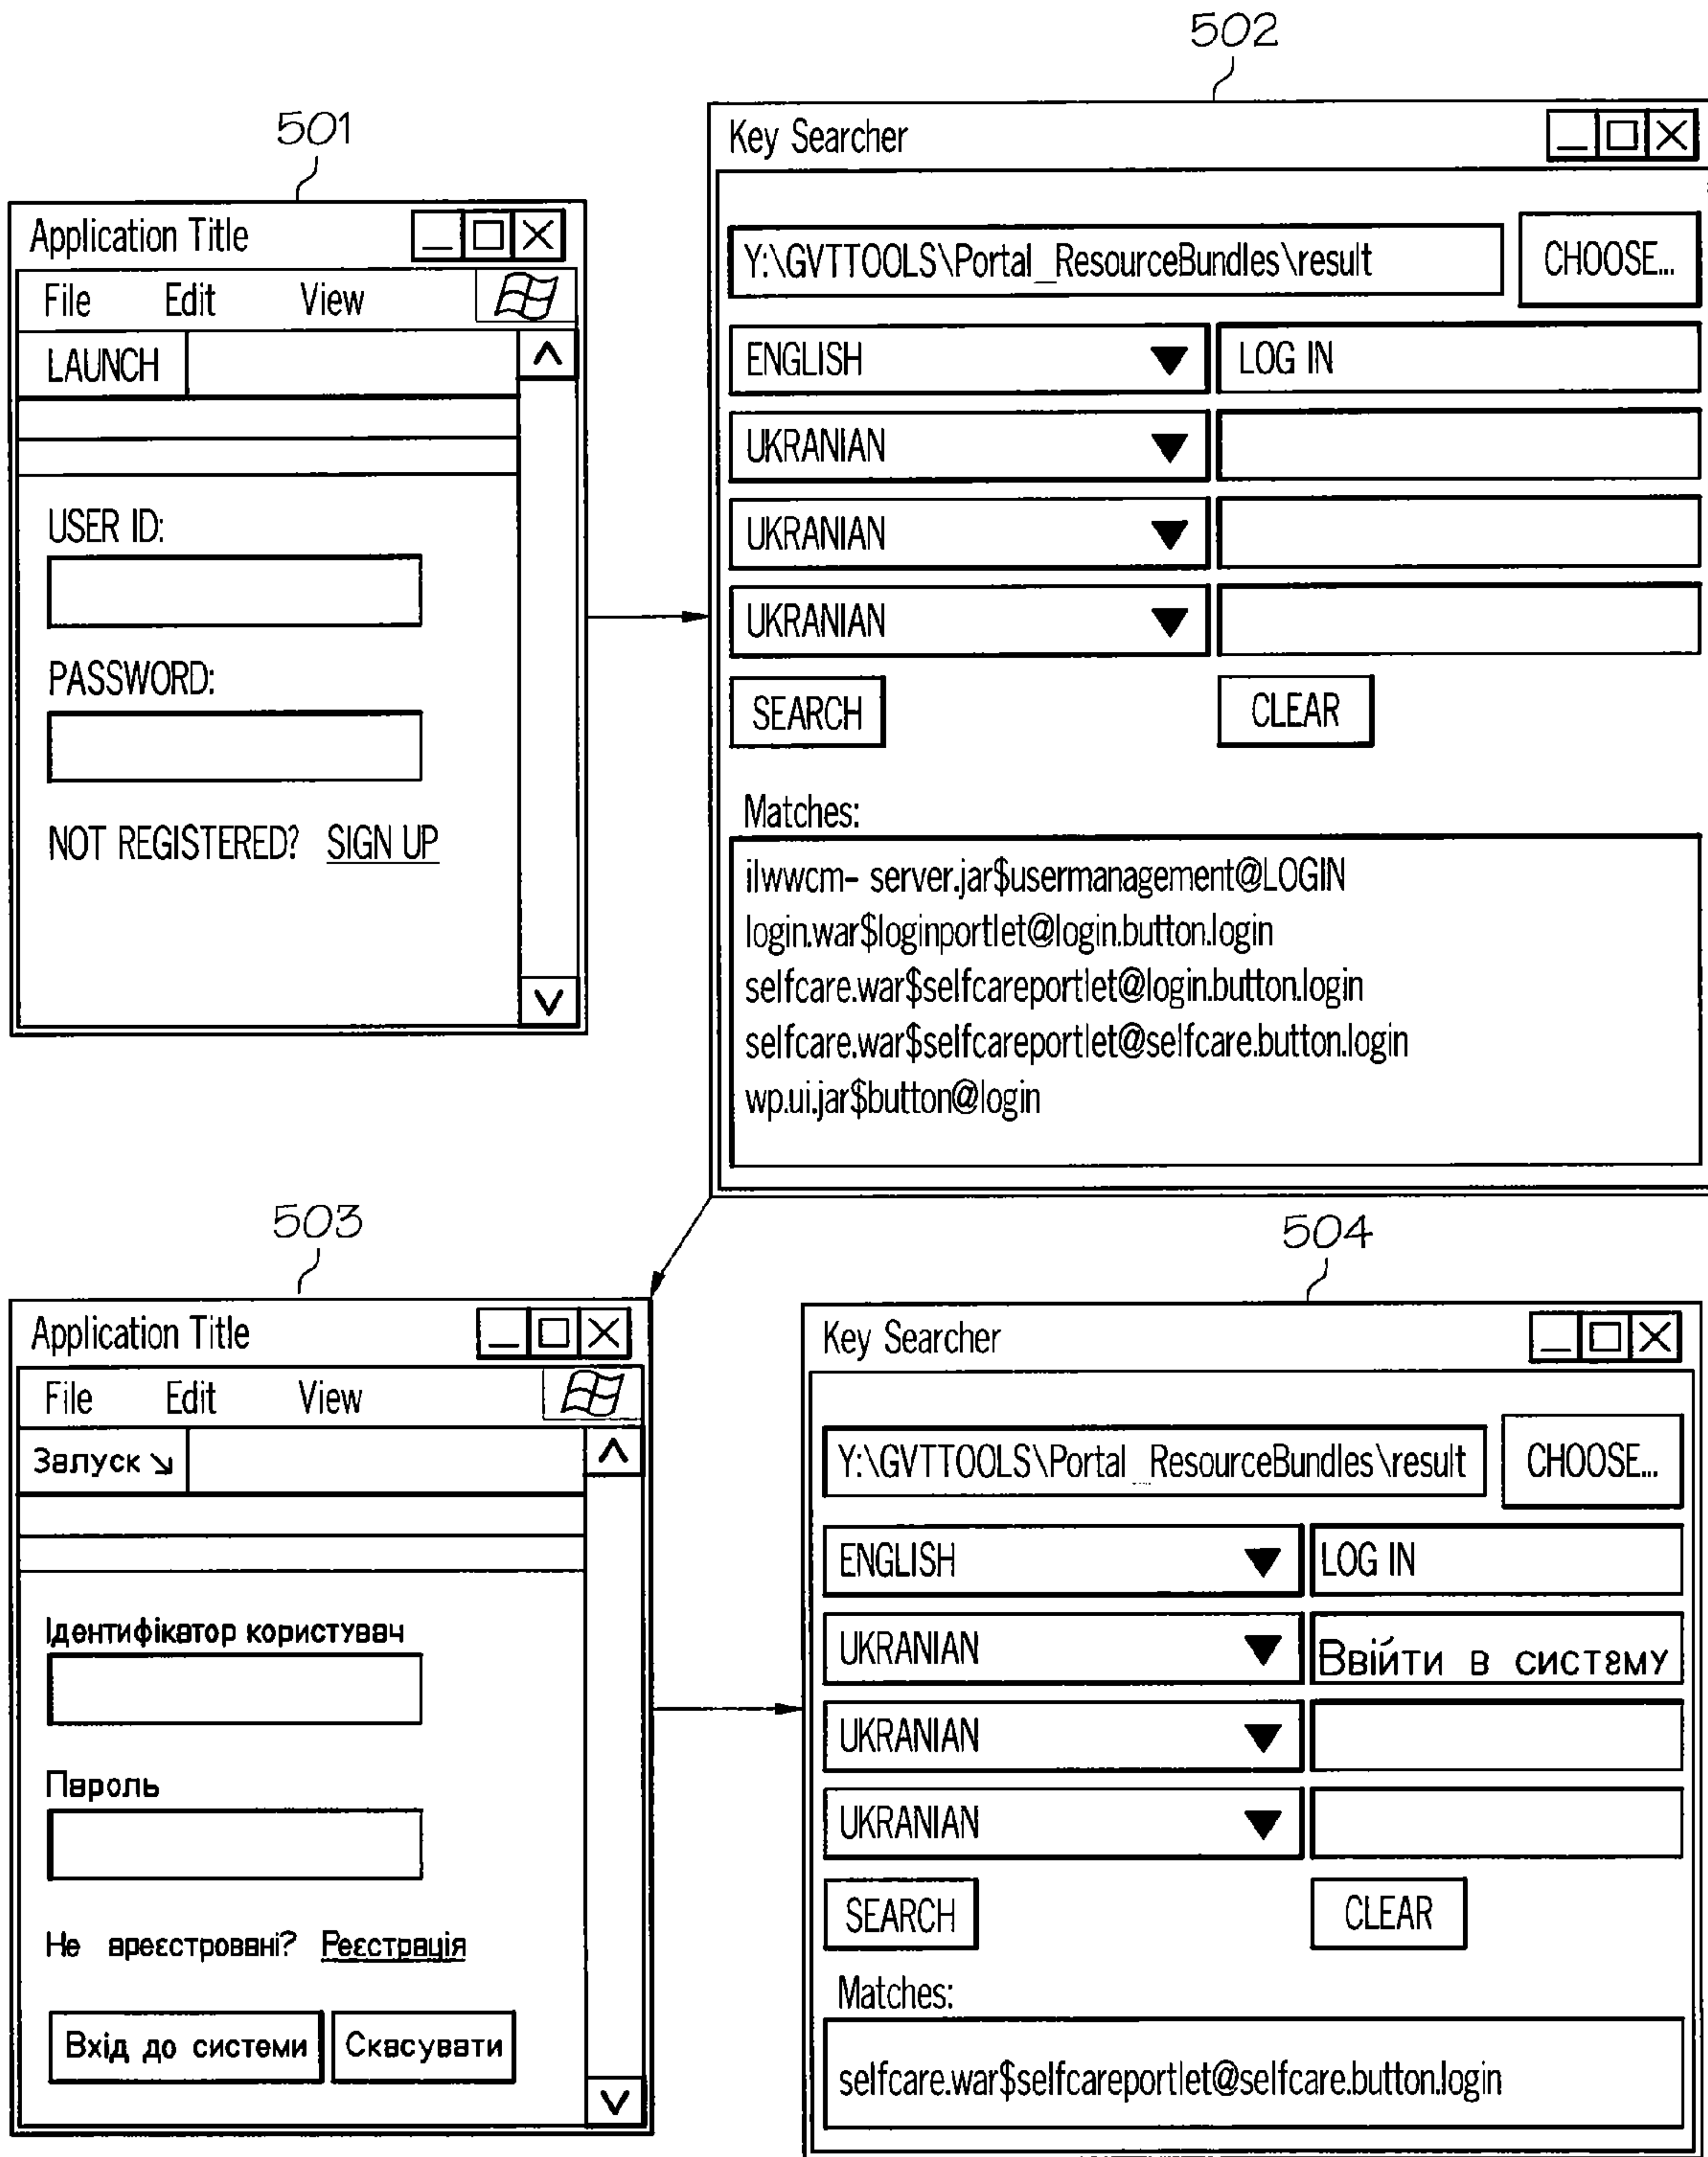 501
Application Title
File Edit View
LAUNCH
USER ID:
PASSWORD:
NOT REGISTERED? SIGN UP
502
Key Searcher
Y:\GVTTOOLS\Portal_ResourceBundles\result CHOOSE...
ENGLISH LOG IN
UKRANIAN
UKRANIAN
UKRANIAN
SEARCH CLEAR
Matches:
ilwwcm- server.jar$usermanagement@LOGIN
login.war$loginportlet@login.button.login
selfcare.war$selfcareportlet@login.button.login
selfcare.war$selfcareportlet@selfcare.button.login
wp.ui.jar$button@login
503
Application Title
File Edit View
Запуск ↘
Ідентифікатор користувач
Пароль
Не ареєстровані? Реєстрація
Вхід до системи Скасувати
504
Key Searcher
Y:\GVTTOOLS\Portal_ResourceBundles\result CHOOSE...
ENGLISH LOG IN
UKRANIAN Ввійти в систему
UKRANIAN
UKRANIAN
SEARCH CLEAR
Matches:
selfcare.war$selfcareportlet@selfcare.button.login